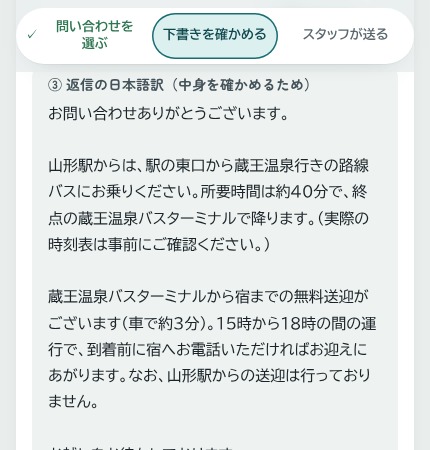 ✓ 問い合わせを
選ぶ
下書きを確かめる
スタッフが送る
③ 返信の日本語訳（中身を確かめるため）
お問い合わせありがとうございます。
山形駅からは、駅の東口から蔵王温泉行きの路線
バスにお乗りください。所要時間は約40分で、終
点の蔵王温泉バスターミナルで降ります。（実際の
時刻表は事前にご確認ください。）
蔵王温泉バスターミナルから宿までの無料送迎が
ございます（車で約3分）。15時から18時の間の運
行で、到着前に宿へお電話いただければお迎えに
あがります。なお、山形駅からの送迎は行っており
ません。